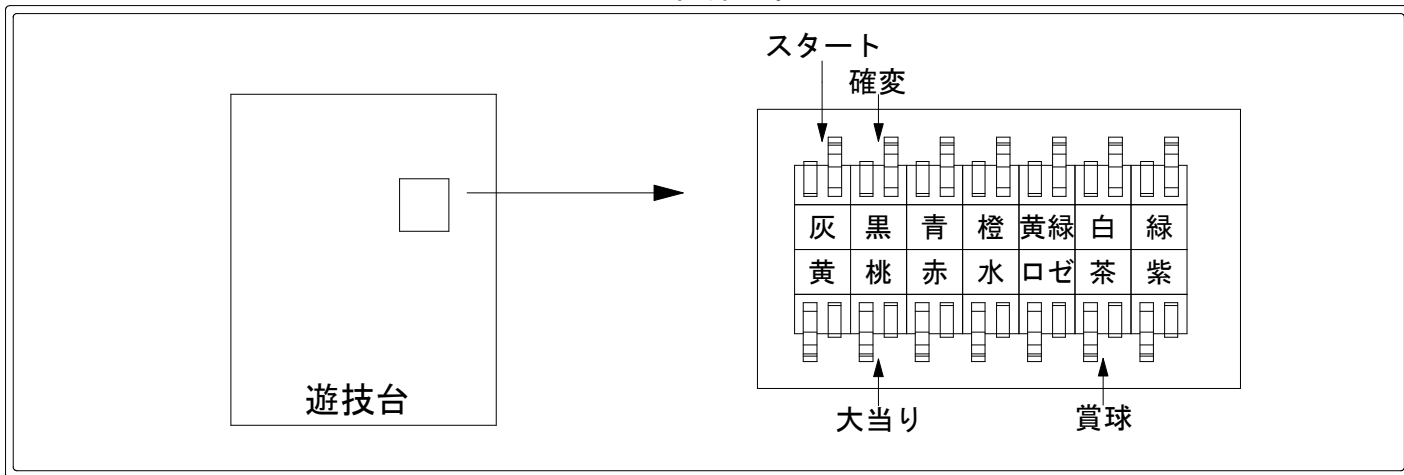 スタート
確変
灰 黒 青 橙 黄緑 白 緑
黄 桃 赤 水 ロゼ 茶 紫
遊技台
大当り 賞球